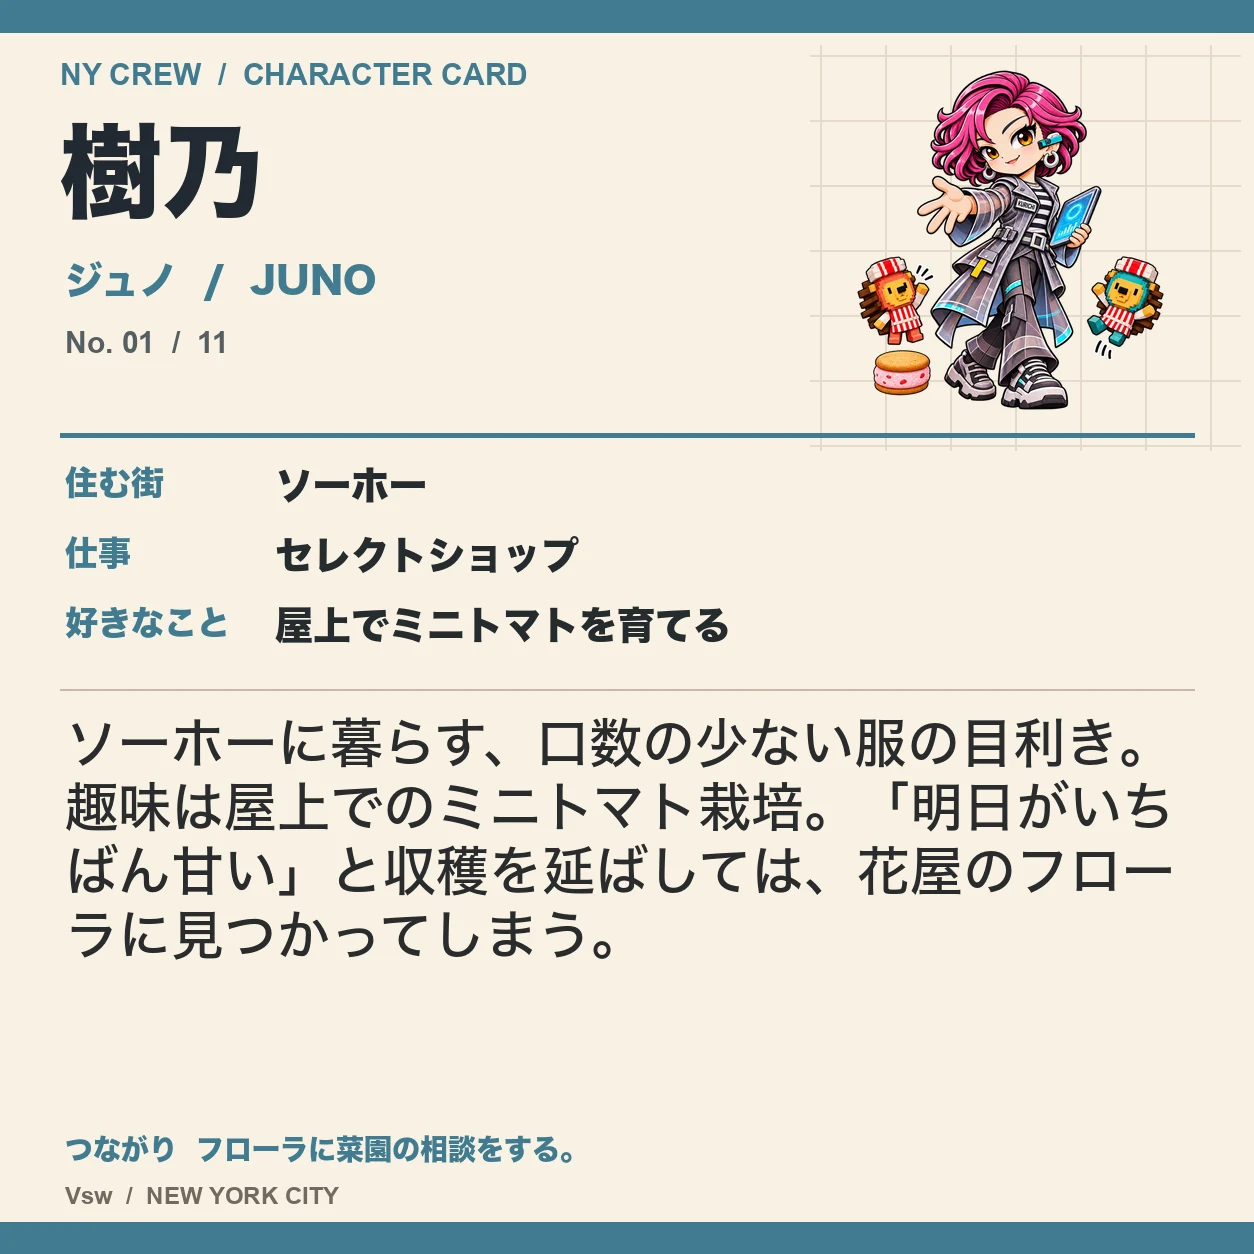 NY CREW / CHARACTER CARD
樹乃
ジュノ / JUNO
No. 01 / 11
KURICHI
住む街 ソーホー
仕事 セレクトショップ
好きなこと 屋上でミニトマトを育てる
ソーホーに暮らす、口数の少ない服の目利き。
趣味は屋上でのミニトマト栽培。「明日がいち
ばん甘い」と収穫を延ばしては、花屋のフロー
ラに見つかってしまう。
つながり フローラに菜園の相談をする。
Vsw / NEW YORK CITY